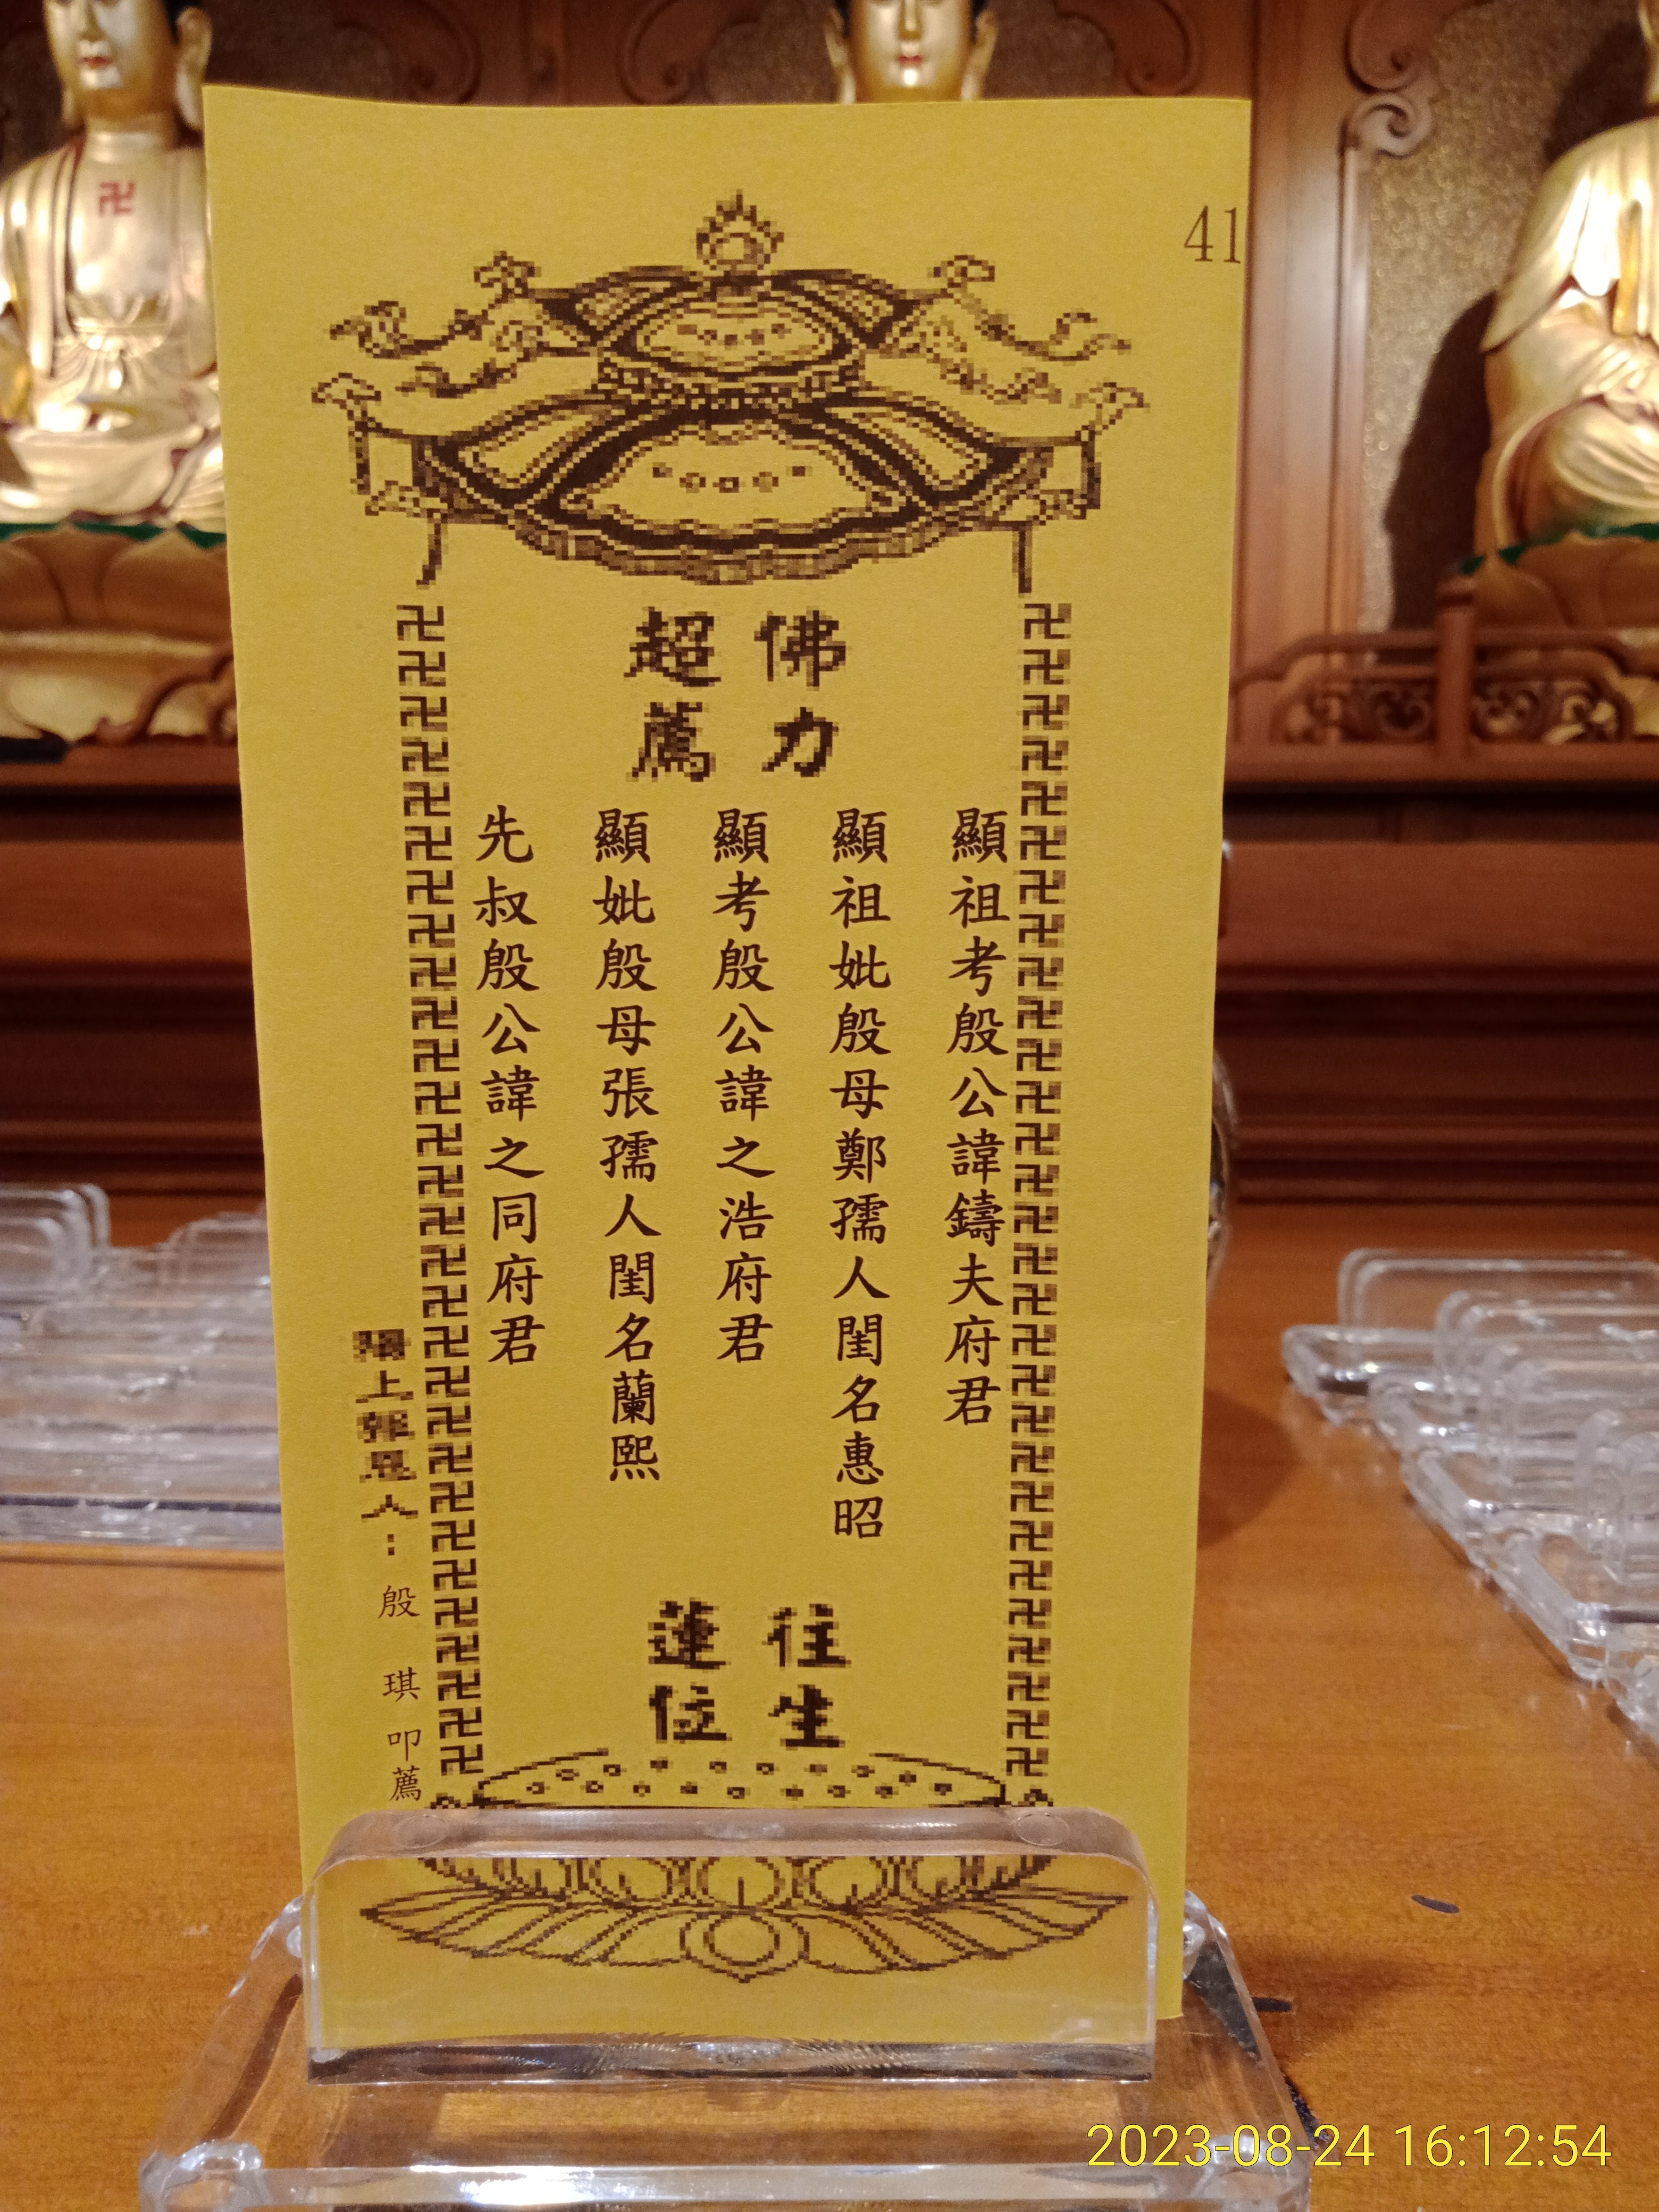 41
佛力
超薦
顯祖考殷公諱鑄夫府君
顯祖妣殷母鄭孺人閨名惠昭
顯考殷公諱之浩府君
顯妣殷母張孺人閨名蘭熙
先叔殷公諱之同府君
往生
蓮位
陽上報恩人：殷 琪 叩薦
2023-08-24 16:12:54